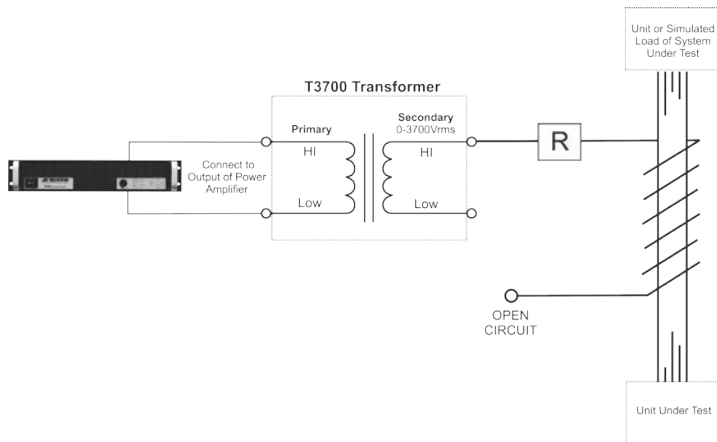 Unit or Simulated
Load of System
Under Test
T3700 Transformer
Primary
Secondary
0-3700Vrms
HI
HI
R
Connect to
Output of Power
Amplifier
Low
Low
OPEN
CIRCUIT
Unit Under Test